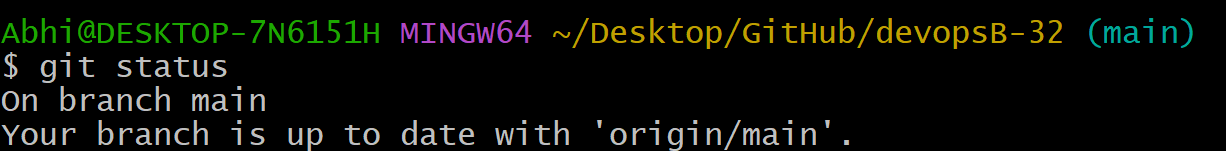 Abhi@DESKTOP-7N6151H MINGW64 ~/Desktop/GitHub/devopsB-32 (main)
$ git status
On branch main
Your branch is up to date with 'origin/main'.